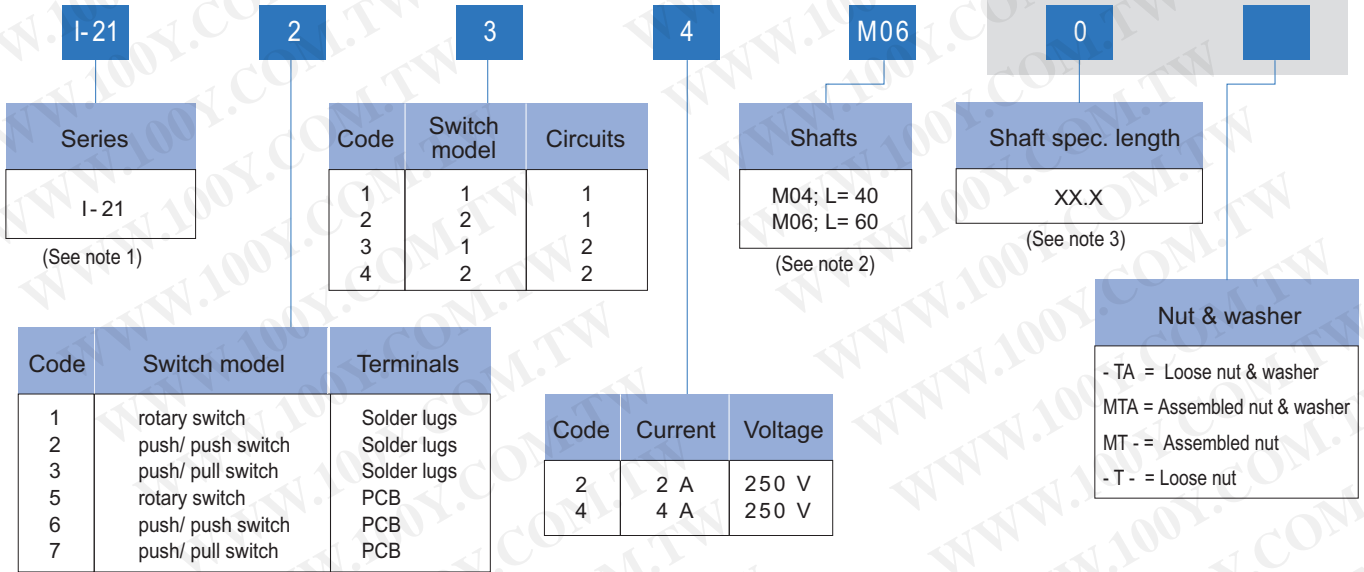 I-21 2 3 4 M06 0
Series
I-21
(See note 1)
Code Switch model Circuits
1 1 1
2 2 1
3 1 2
4 2 2
Shafts
M04; L= 40
M06; L= 60
(See note 2)
Shaft spec. length
XX.X
(See note 3)
Nut & washer
- TA = Loose nut & washer
MTA = Assembled nut & washer
MT - = Assembled nut
- T - = Loose nut
Code Switch model Terminals
1 rotary switch Solder lugs
2 push/ push switch Solder lugs
3 push/ pull switch Solder lugs
5 rotary switch PCB
6 push/ push switch PCB
7 push/ pull switch PCB
Code Current Voltage
2 2 A 250 V
4 4 A 250 V
WWW.100Y.COM.TW